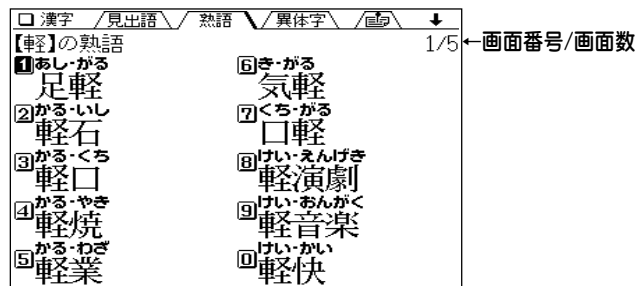 漢字 見出語 熟語 異体字
【軽】の熟語 1/5 ←画面番号/画面数
1 あし・がる 足軽
2 かる・いし 軽石
3 かる・くち 軽口
4 かる・やき 軽焼
5 かる・わざ 軽業
6 き・がる 気軽
7 くち・がる 口軽
8 けい・えんげき 軽演劇
9 けい・おんがく 軽音楽
0 けい・かい 軽快